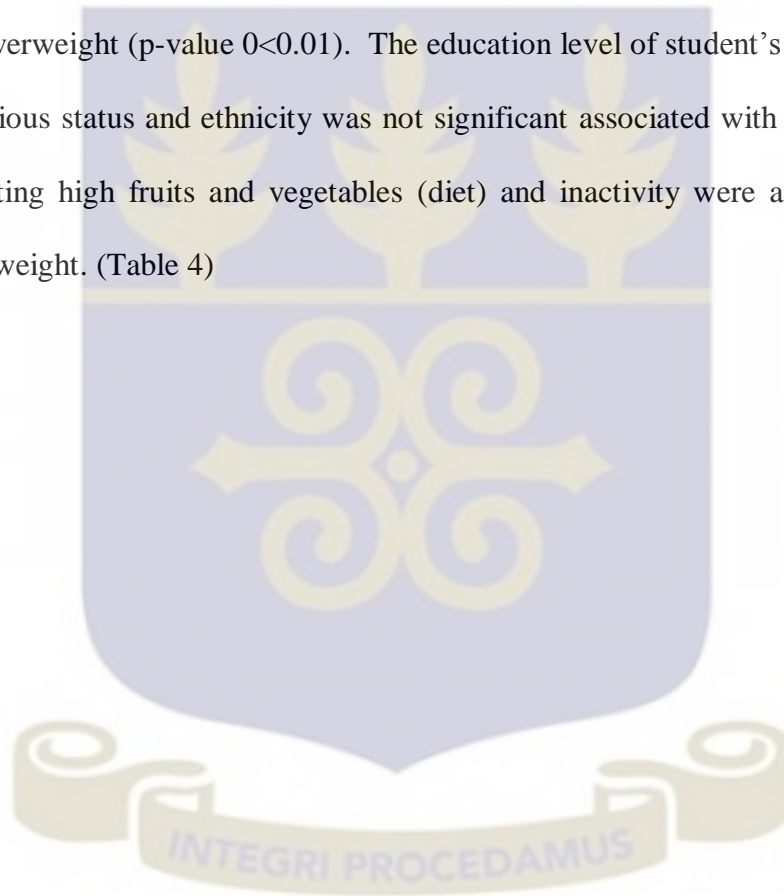 verweight (p-value 0<0.01). The education level of student's
ious status and ethnicity was not significant associated with
ting high fruits and vegetables (diet) and inactivity were a
weight. (Table 4)
INTEGRI PROCEDAMUS